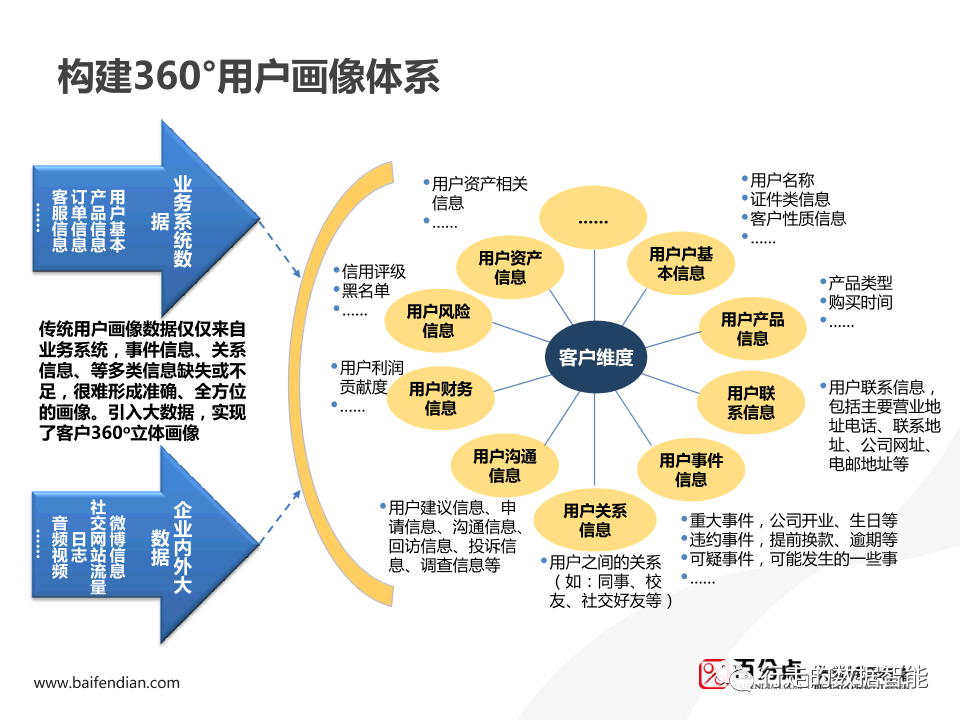 构建360°用户画像体系
业务系统数
据
用户基本
产品信息
订单信息
客服信息
……
传统用户画像数据仅仅来自
业务系统，事件信息、关系
信息、等多类信息缺失或不
足，很难形成准确、全方位
的画像。引入大数据，实现
了客户360º立体画像
企业内外大
数据
微博信息
社交网站流量
日志
音频视频
……
•用户资产相关
信息
•……
•信用评级
•黑名单
•……
•用户利润
贡献度
•……
•用户建议信息、申
请信息、沟通信息、
回访信息、投诉信
息、调查信息等
……
用户资产
信息
用户风险
信息
用户财务
信息
用户沟通
信息
客户维度
用户户基
本信息
用户产品
信息
用户联
系信息
用户事件
信息
用户关系
信息
•用户名称
•证件类信息
•客户性质信息
•……
•产品类型
•购买时间
•……
•用户联系信息，
包括主要营业地
址电话、联系地
址、公司网址、
电邮地址等
•重大事件，公司开业、生日等
•违约事件，提前换款、逾期等
•可疑事件，可能发生的一些事
•……
•用户之间的关系
（如：同事、校
友、社交好友等）
www.baifendian.com
百分点
行走的数据智能